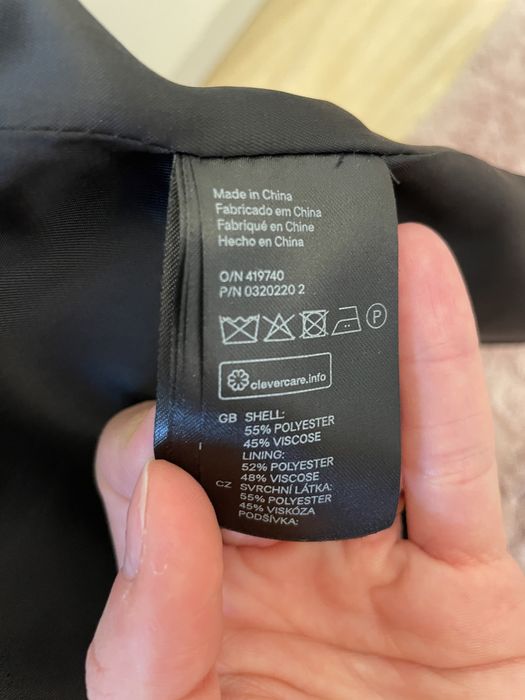 Made in China
Fabricado em China
Fabriqué en Chine
Hecho en China
O/N 419740
P/N 0320220 2
P
clevercare.info
GB SHELL:
55% POLYESTER
45% VISCOSE
LINING:
52% POLYESTER
48% VISCOSE
CZ SVRCHNÍ LÁTKA:
55% POLYESTER
45% VISKÓZA
PODŠÍVKA: